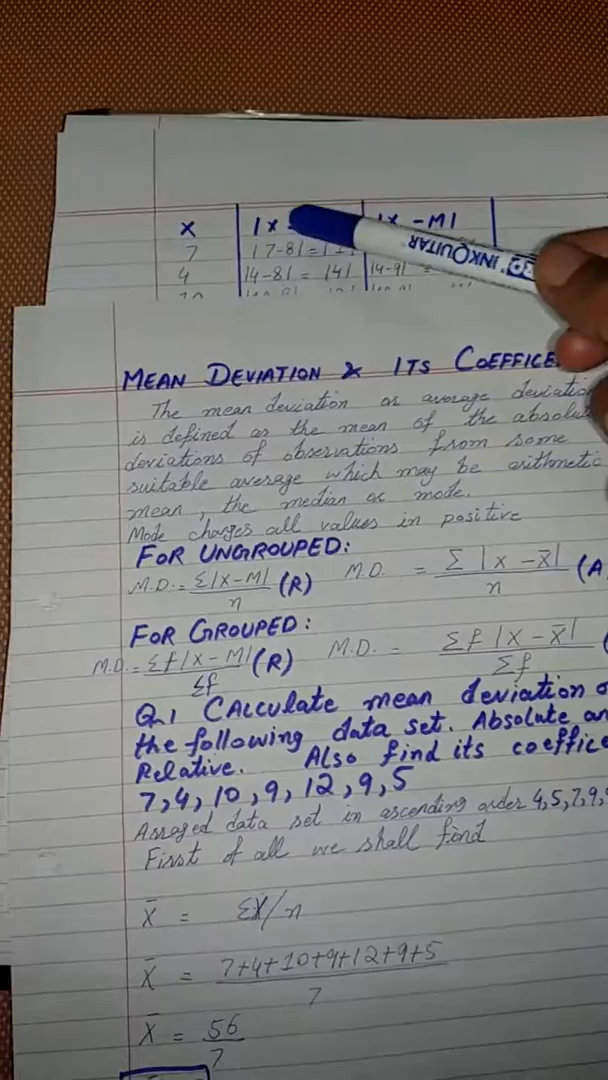 X |X |X -M|
7 |7-8|=|1
4 |4-8| = |4| |4-9| =
INKQUITAR
MEAN DEVIATION & ITS COEFFICE
The mean deviation or average deviation
is defined as the mean of the absolu
deviations of observations from some
suitable average which may be arithmetic
mean, the median or mode.
Mode changes all values in positive
FOR UNGROUPED:
M.D. = Σ|X-M| / n (R) M.D. = Σ |X - X̄| / n (A
FOR GROUPED:
M.D. = Σf|X-M| / Σf (R) M.D. = Σf |X - X̄| / Σf (
Q.1 CALCULATE mean deviation o
the following data set. Absolute an
Relative. Also find its coeffice
7,4,10,9,12,9,5
Arraged data set in ascending order 4,5,7,9,
First of all we shall find
X̄ = ΣX/n
X̄ = 7+4+10+9+12+9+5 / 7
X̄ = 56 / 7